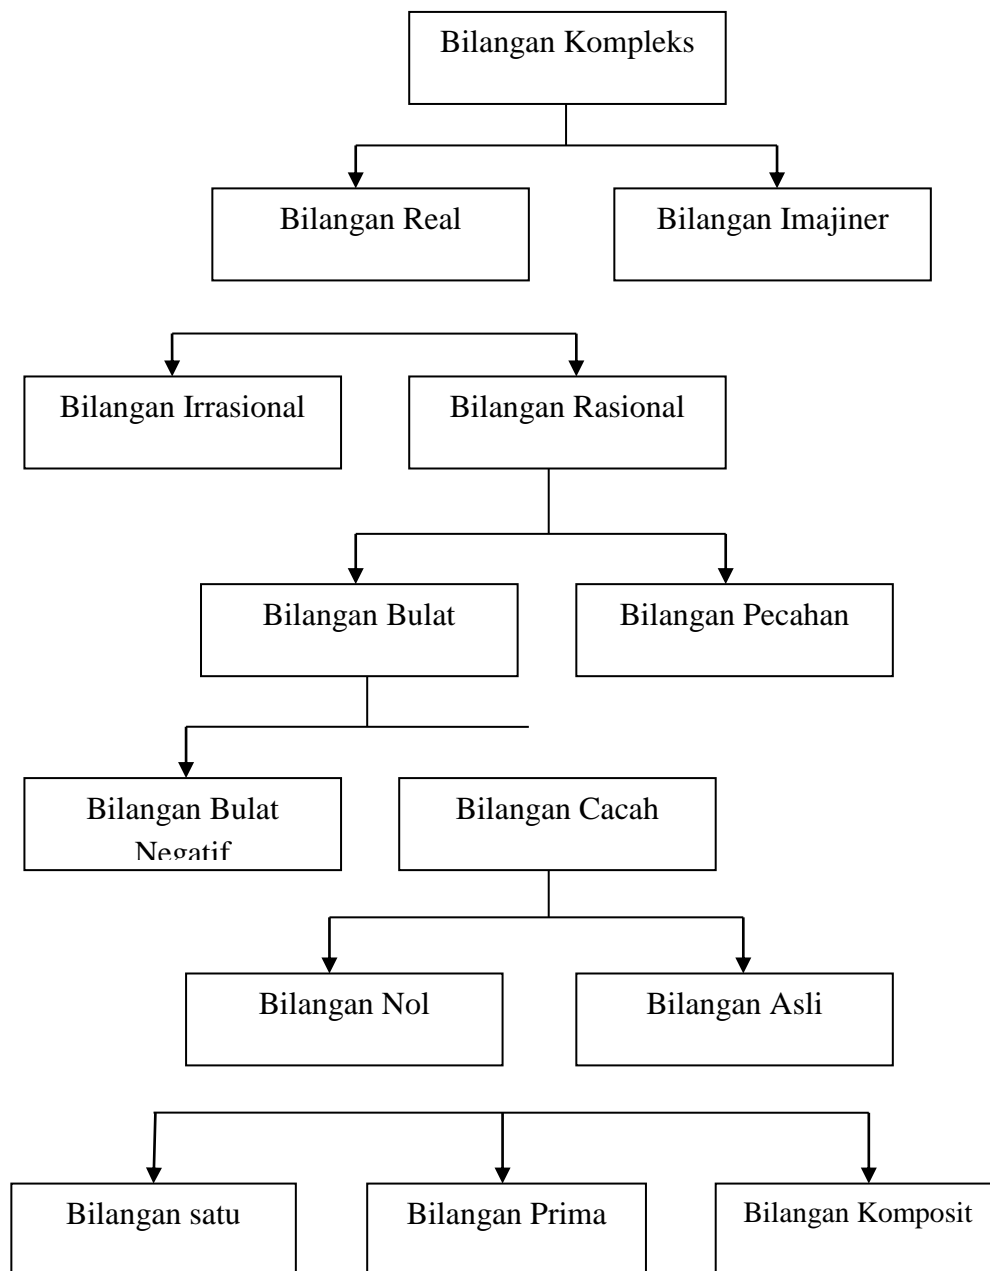 Bilangan Kompleks
Bilangan Real
Bilangan Imajiner
Bilangan Irrasional
Bilangan Rasional
Bilangan Bulat
Bilangan Pecahan
Bilangan Bulat
Negatif
Bilangan Cacah
Bilangan Nol
Bilangan Asli
Bilangan satu
Bilangan Prima
Bilangan Komposit